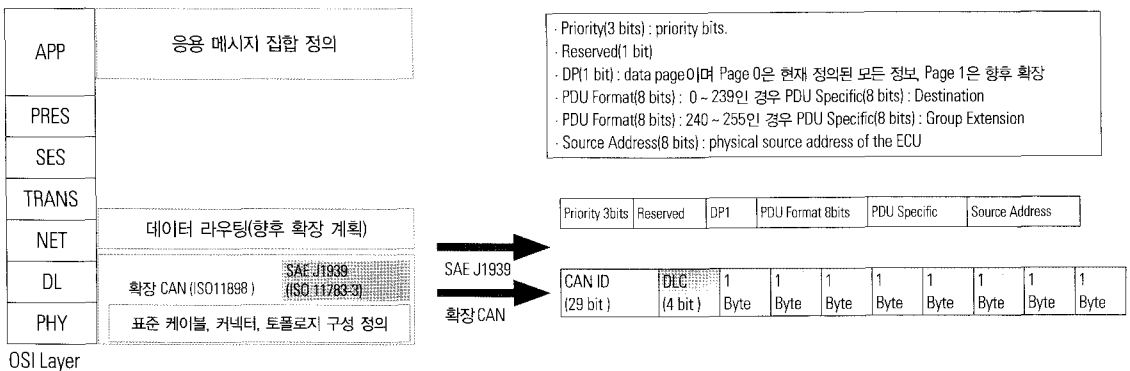 APP
PRES
SES
TRANS
NET
DL
PHY
OSI Layer
응용 메시지 집합 정의
데이터 라우팅(향후 확장 계획)
확장 CAN (ISO11898 )
SAE J1939
(ISO 11783-3)
표준 케이블, 커넥터, 토폴로지 구성 정의
SAE J1939
확장 CAN
· Priority(3 bits) : priority bits.
· Reserved(1 bit)
· DP(1 bit) : data page이며 Page 0은 현재 정의된 모든 정보, Page 1은 향후 확장
· PDU Format(8 bits) : 0 ~ 239인 경우 PDU Specific(8 bits) : Destination
· PDU Format(8 bits) : 240 ~ 255인 경우 PDU Specific(8 bits) : Group Extension
· Source Address(8 bits) : physical source address of the ECU
Priority 3bits Reserved DP1 PDU Format 8bits PDU Specific Source Address
CAN ID DLC 1 1 1 1 1 1 1 1
(29 bit ) (4 bit ) Byte Byte Byte Byte Byte Byte Byte Byte